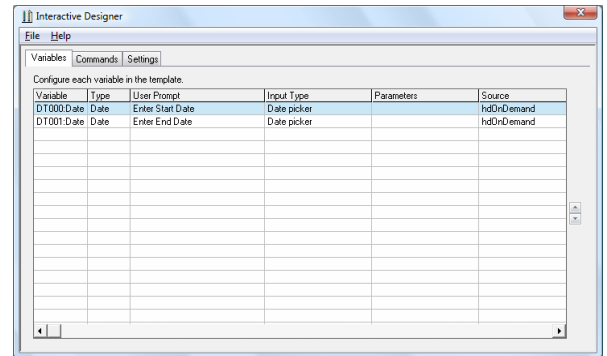 Interactive Designer
File Help
Variables Commands Settings
Configure each variable in the template.
Variable Type User Prompt Input Type Parameters Source
DT000:Date Date Enter Start Date Date picker hdOnDemand
DT001:Date Date Enter End Date Date picker hdOnDemand